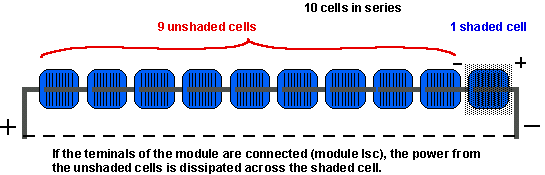 10 cells in series
9 unshaded cells
1 shaded cell
− +
+ −
If the teminals of the module are connected (module Isc), the power from
the unshaded cells is dissipated across the shaded cell.